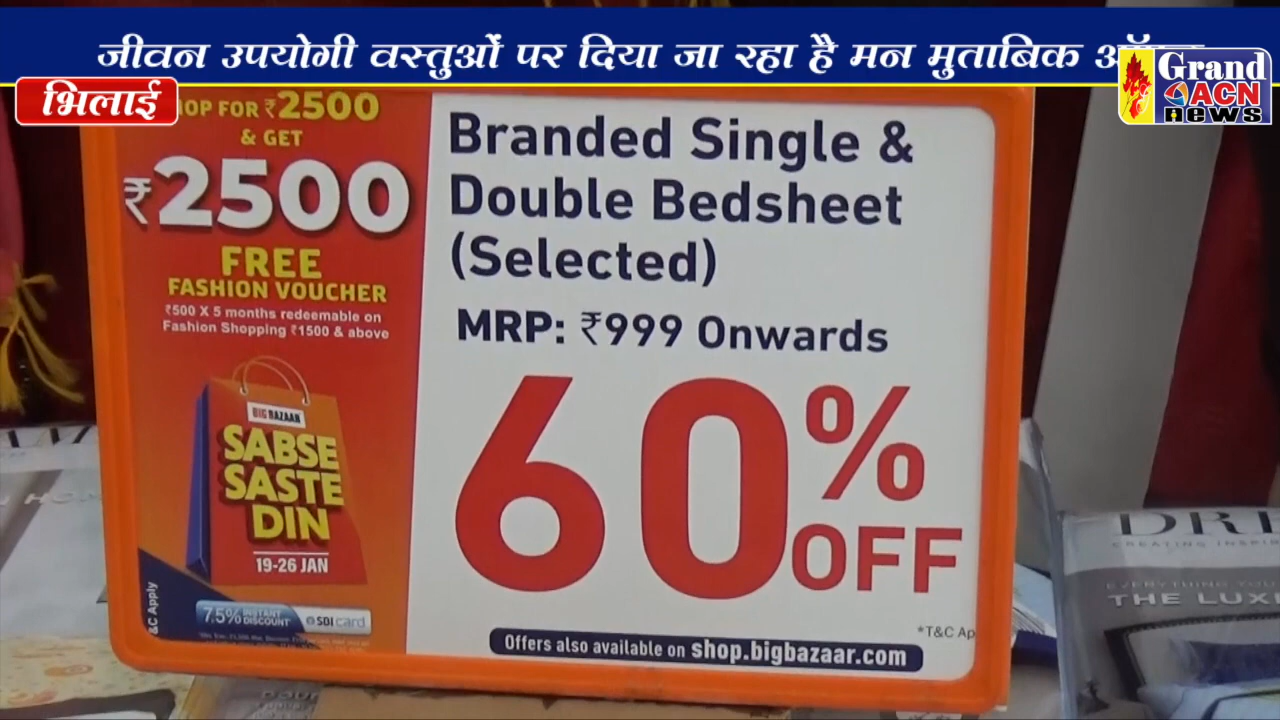 जीवन उपयोगी वस्तुओं पर दिया जा रहा है मन मुताबिक
भिलाई
Grand
ACN
news
FOR ₹2500
& GET
₹2500
FREE
FASHION VOUCHER
₹500 X 5 months redeemable on
Fashion Shopping ₹1500 & above
BIG BAZAAR
SABSE
SASTE
DIN
19-26 JAN
7.5% INSTANT DISCOUNT SBI card
&C Apply
Branded Single &
Double Bedsheet
(Selected)
MRP: ₹999 Onwards
60% OFF
*T&C Ap
Offers also available on shop.bigbazaar.com
CREATING
THE LUX